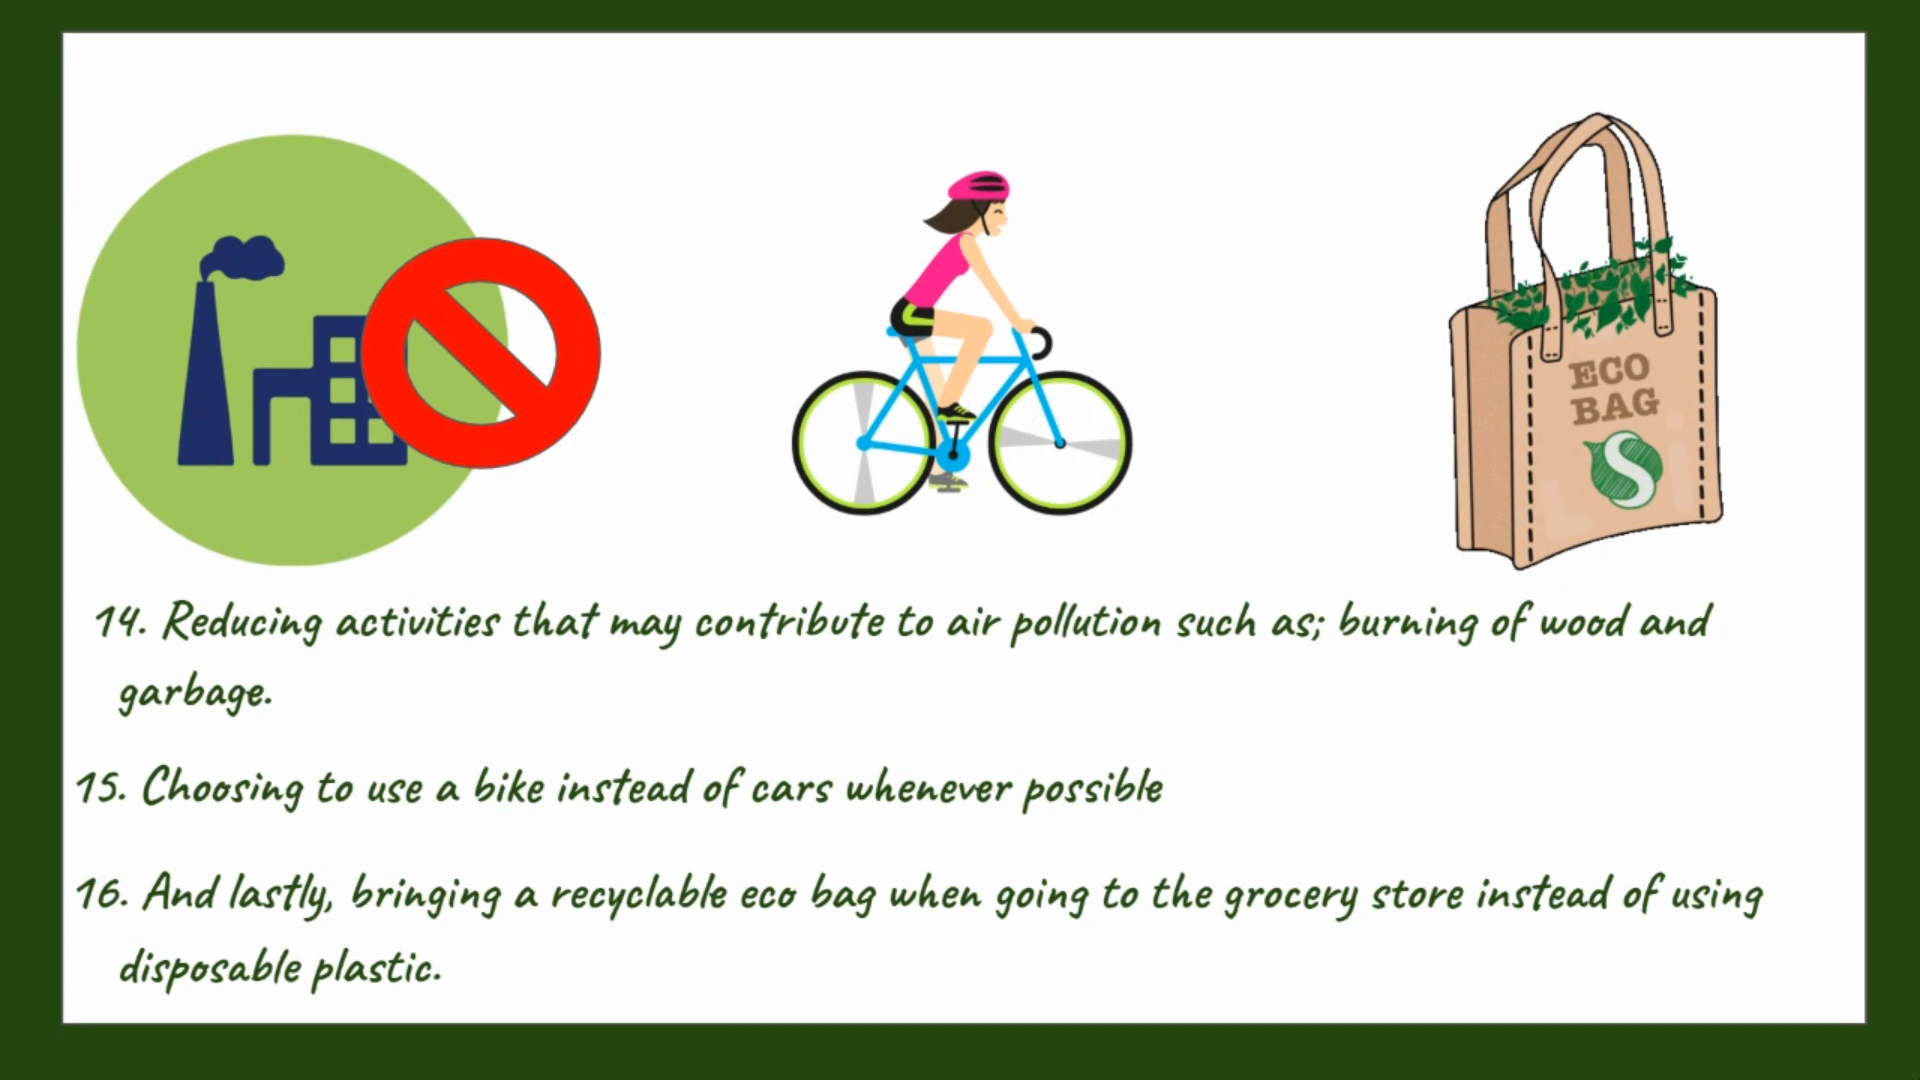 ECO
BAG
S
14. Reducing activities that may contribute to air pollution such as; burning of wood and
garbage.
15. Choosing to use a bike instead of cars whenever possible
16. And lastly, bringing a recyclable eco bag when going to the grocery store instead of using
disposable plastic.